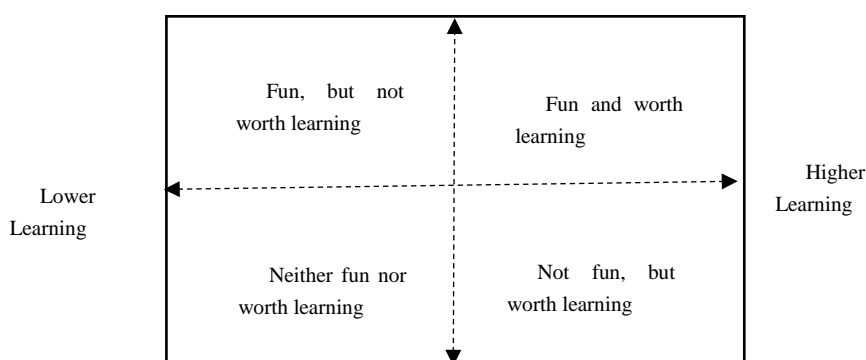 Fun, but not
worth learning
Fun and worth
learning
Lower
Learning
Higher
Learning
Neither fun nor
worth learning
Not fun, but
worth learning